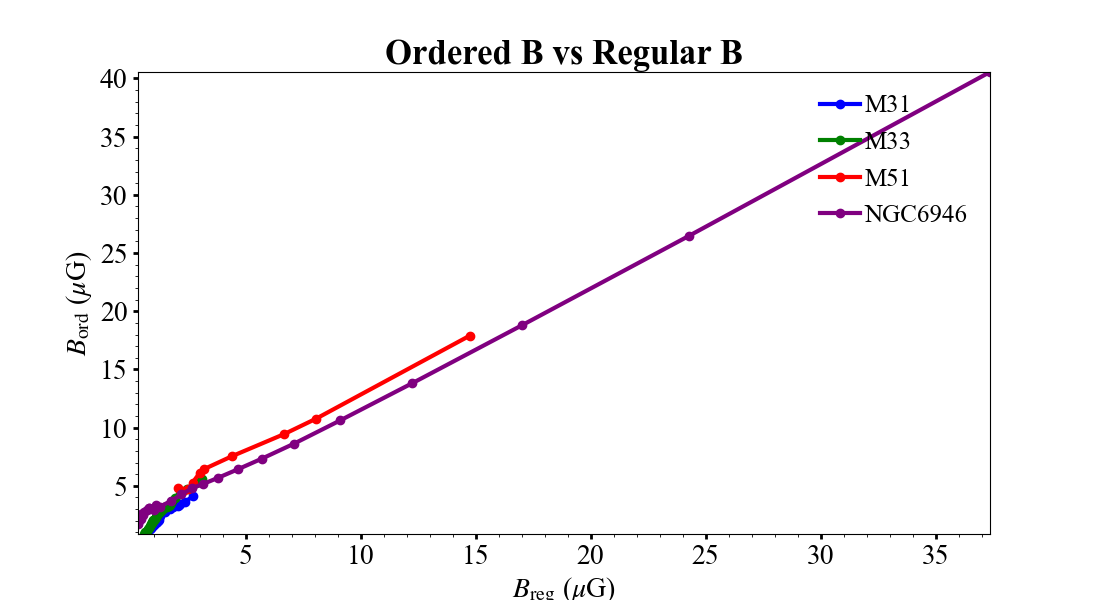 Ordered B vs Regular B
40
35
30
25
20
15
10
5
B_ord (μG)
M31
M33
M51
NGC6946
5 10 15 20 25 30 35
B_reg (μG)